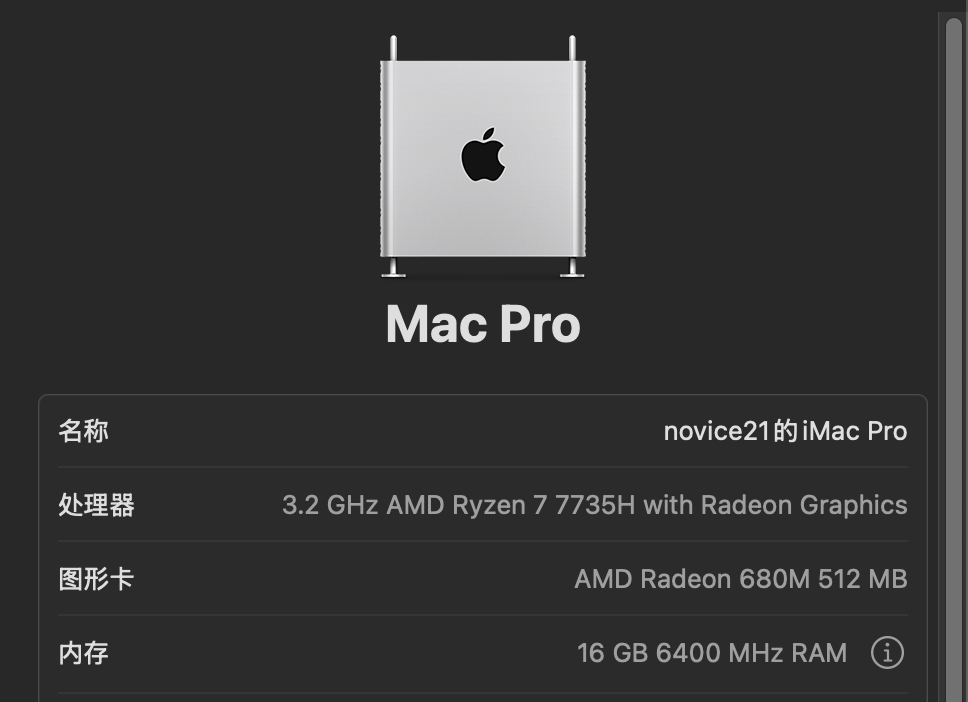 Mac Pro
名称 novice21的iMac Pro
处理器 3.2 GHz AMD Ryzen 7 7735H with Radeon Graphics
图形卡 AMD Radeon 680M 512 MB
内存 16 GB 6400 MHz RAM